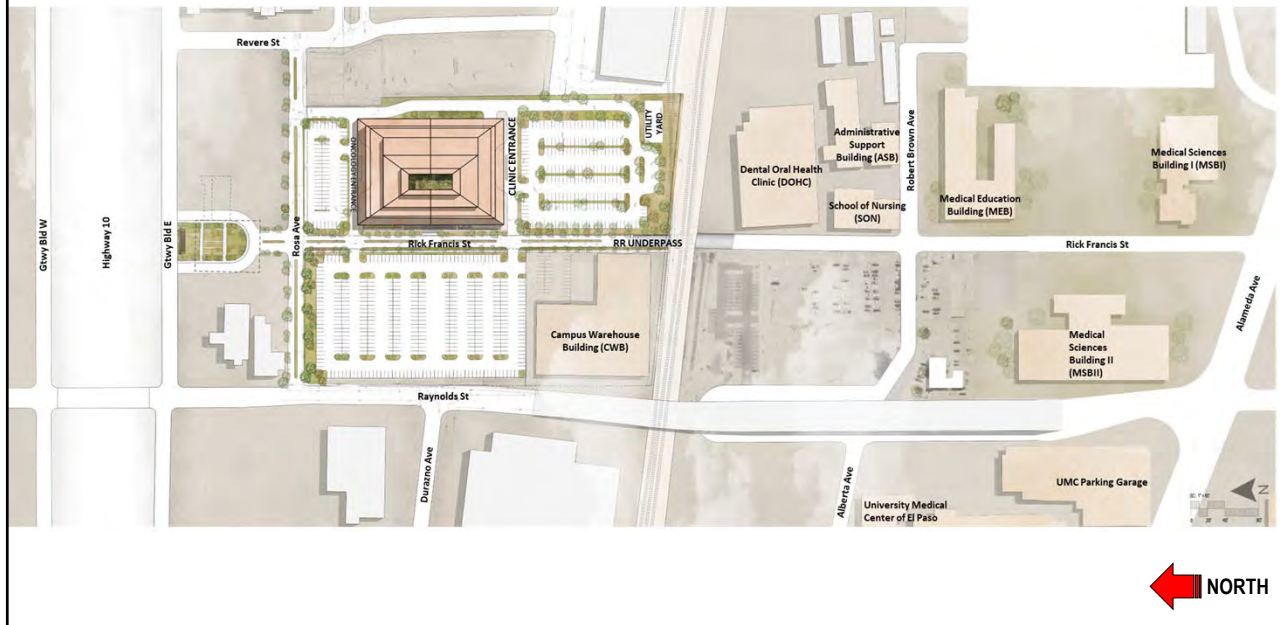 Revere St
Gtwy Bld W
Highway 10
Gtwy Bld E
Rosa Ave
ONCOLOGY ENTRANCE
CLINIC ENTRANCE
UTILITY
YARD
Rick Francis St
RR UNDERPASS
Campus Warehouse
Building (CWB)
Raynolds St
Durazno Ave
Dental Oral Health
Clinic (DOHC)
Administrative
Support
Building (ASB)
School of Nursing
(SON)
Robert Brown Ave
Medical Education
Building (MEB)
Medical Sciences
Building I (MSBI)
Rick Francis St
Alameda Ave
Medical
Sciences
Building II
(MSBII)
Alberta Ave
University Medical
Center of El Paso
UMC Parking Garage
N
NORTH